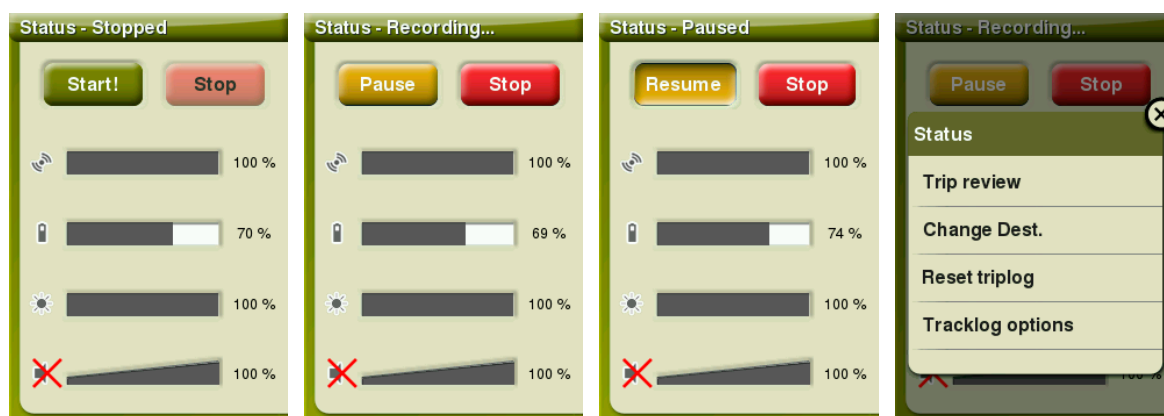 Status - Stopped
Start! Stop
100 %
70 %
100 %
100 %
Status - Recording...
Pause Stop
100 %
69 %
100 %
100 %
Status - Paused
Resume Stop
100 %
74 %
100 %
100 %
Status - Recording...
Pause Stop
Status
Trip review
Change Dest.
Reset triplog
Tracklog options
100 %